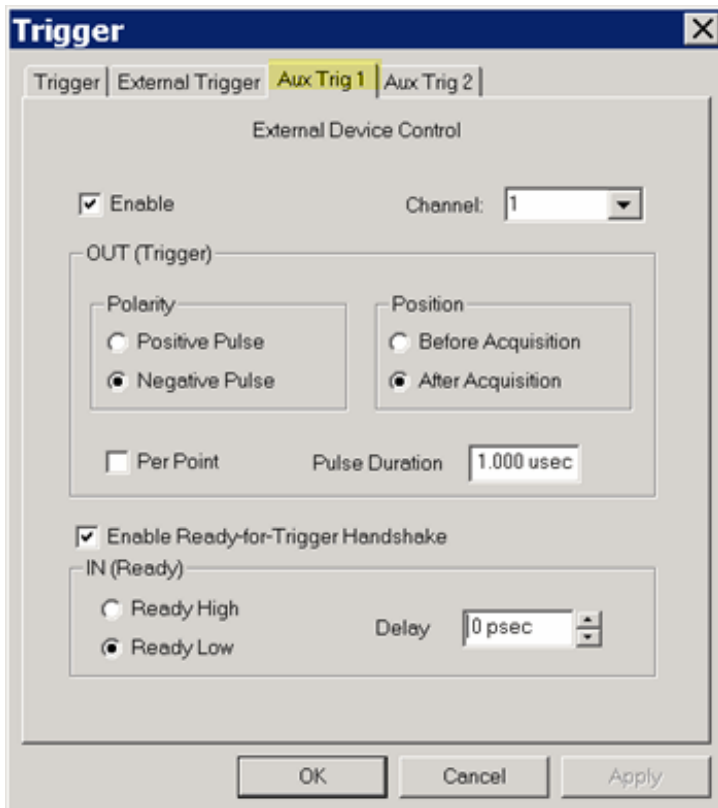 Trigger
Trigger External Trigger Aux Trig 1 Aux Trig 2
External Device Control
Enable Channel: 1
OUT (Trigger)
Polarity Position
Positive Pulse Before Acquisition
Negative Pulse After Acquisition
Per Point Pulse Duration 1.000 usec
Enable Ready-for-Trigger Handshake
IN (Ready)
Ready High
Delay 0 psec
Ready Low
OK Cancel Apply